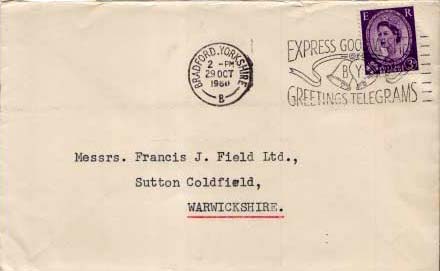 E R
EXPRESS GOO
BY
GREETINGS TELEGRAMS
3D
BRADFORD.YORKSHIRE
2 - PM
29 OCT
1960
B
Messrs. Francis J. Field Ltd.,
Sutton Coldfield,
WARWICKSHIRE.